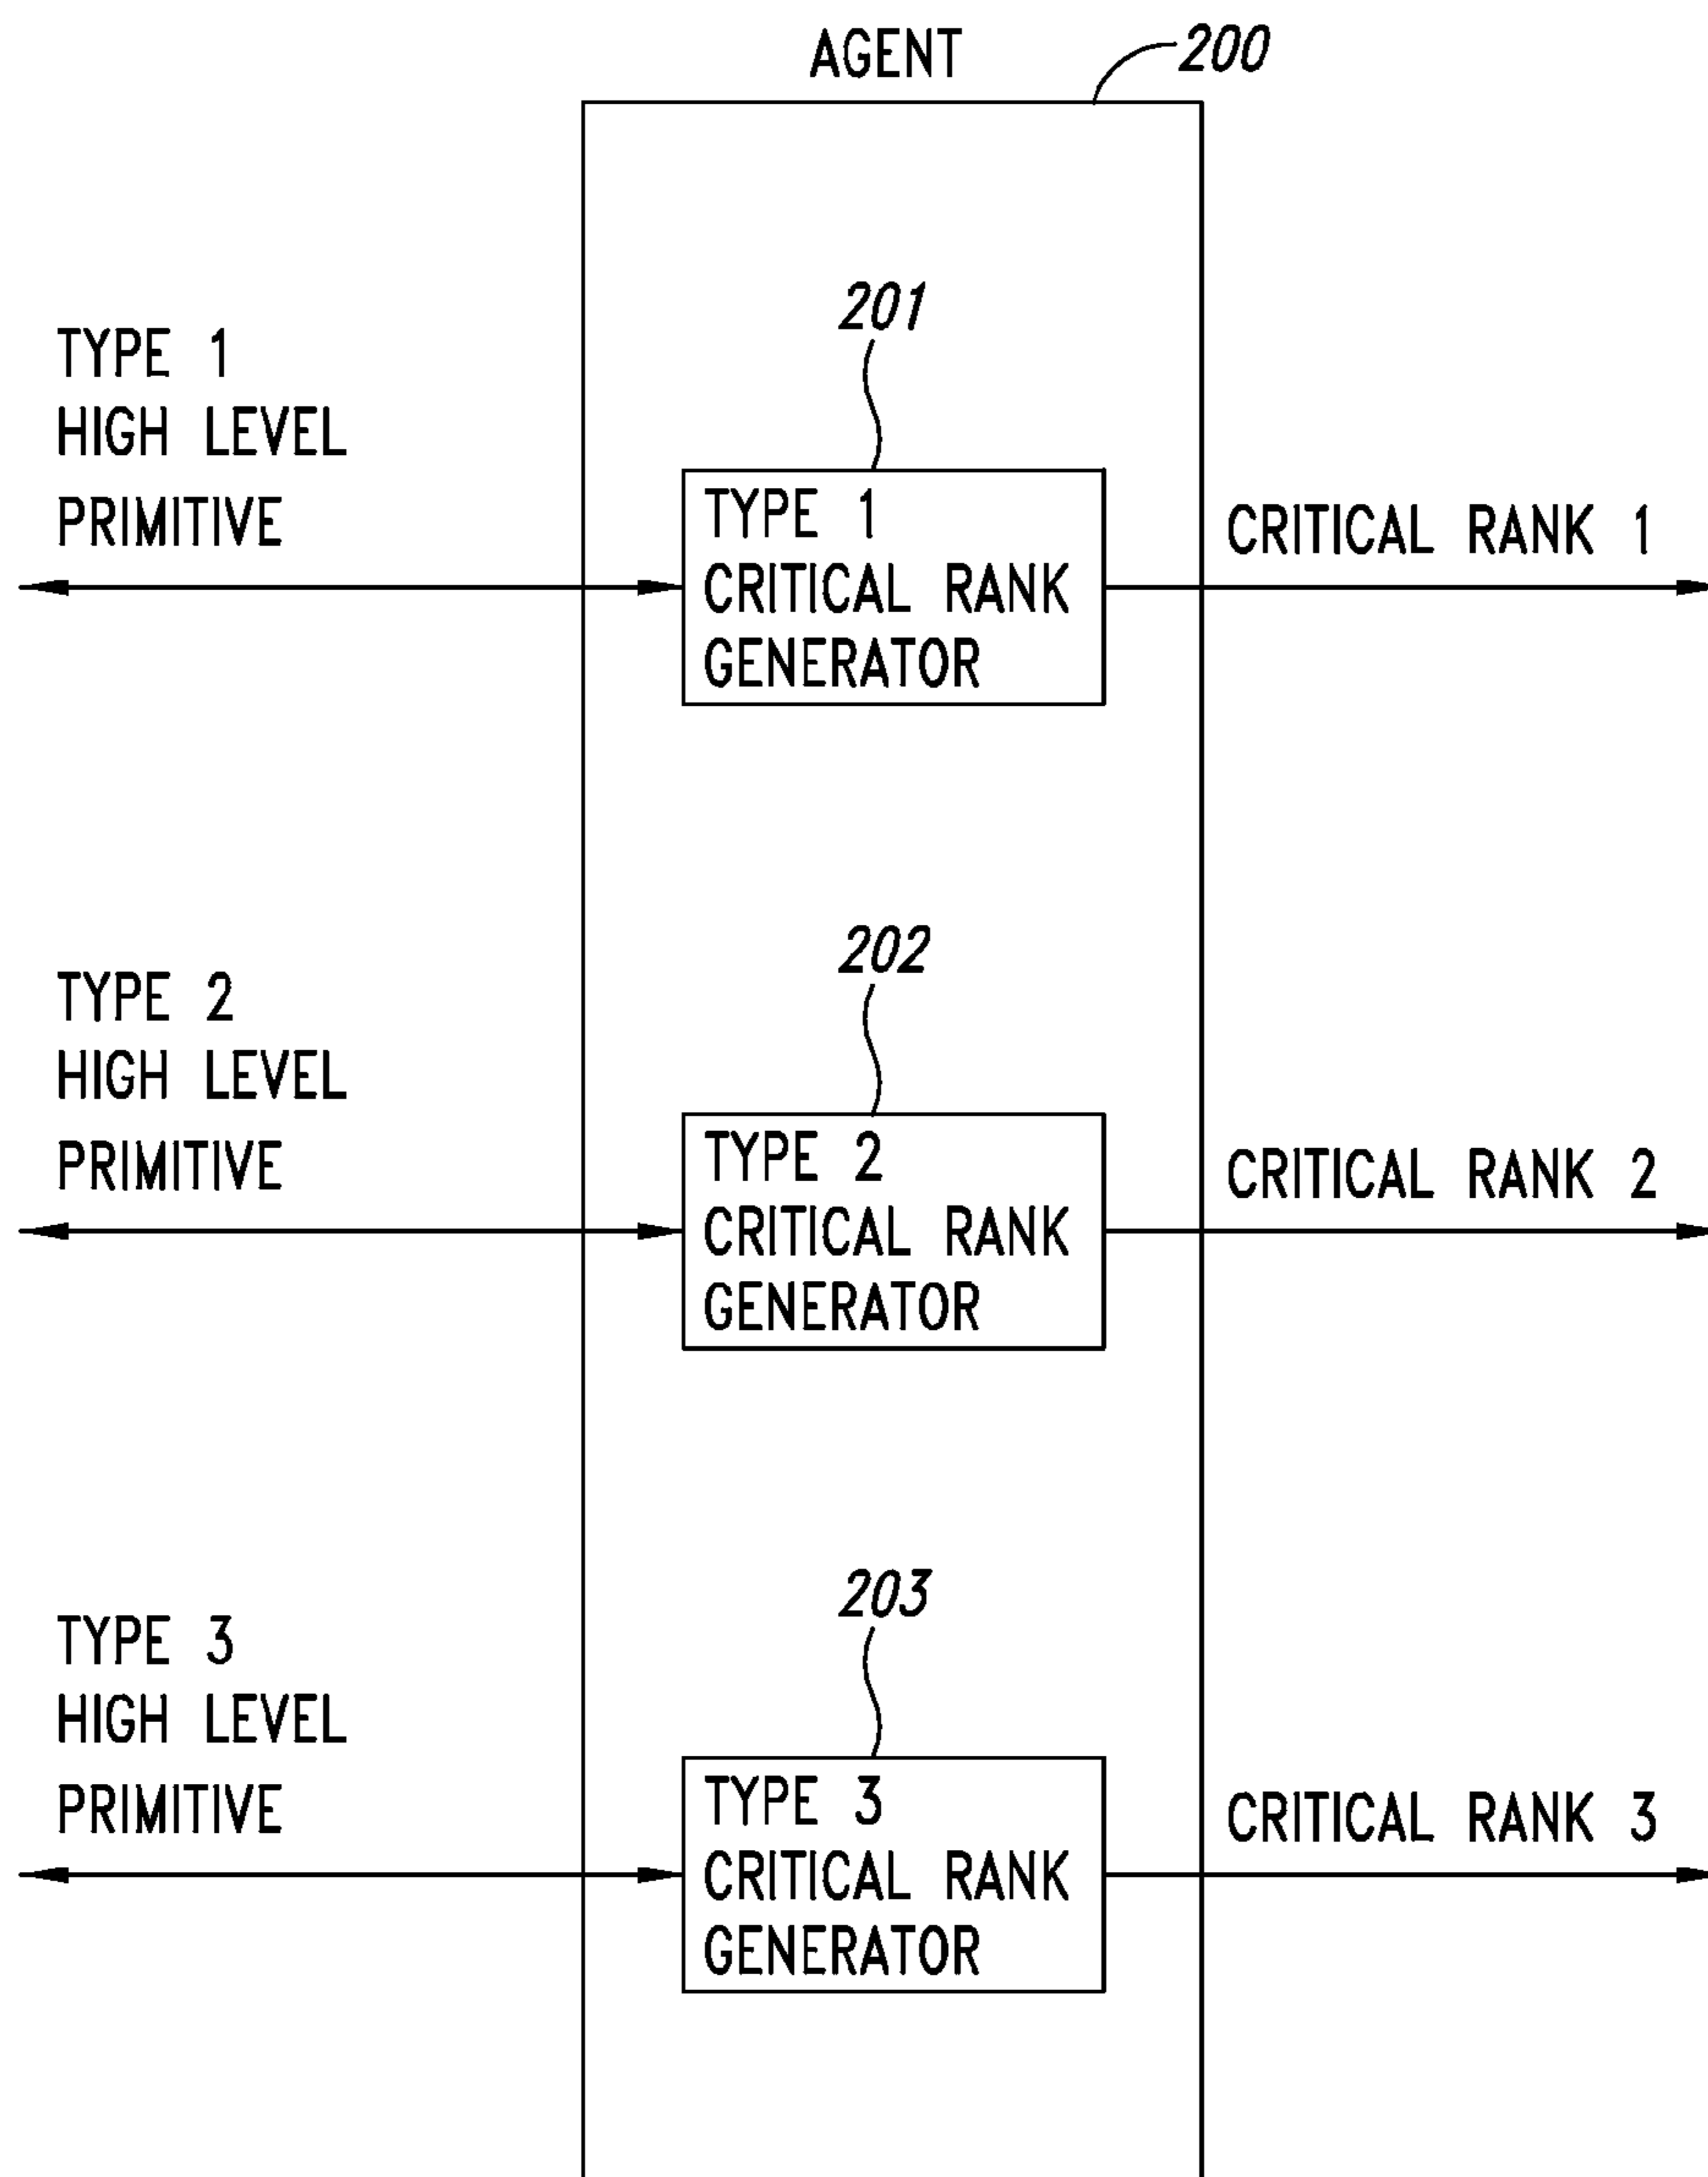 AGENT
200
201
TYPE 1
HIGH LEVEL
PRIMITIVE
TYPE 1
CRITICAL RANK
GENERATOR
CRITICAL RANK 1
202
TYPE 2
HIGH LEVEL
PRIMITIVE
TYPE 2
CRITICAL RANK
GENERATOR
CRITICAL RANK 2
203
TYPE 3
HIGH LEVEL
PRIMITIVE
TYPE 3
CRITICAL RANK
GENERATOR
CRITICAL RANK 3